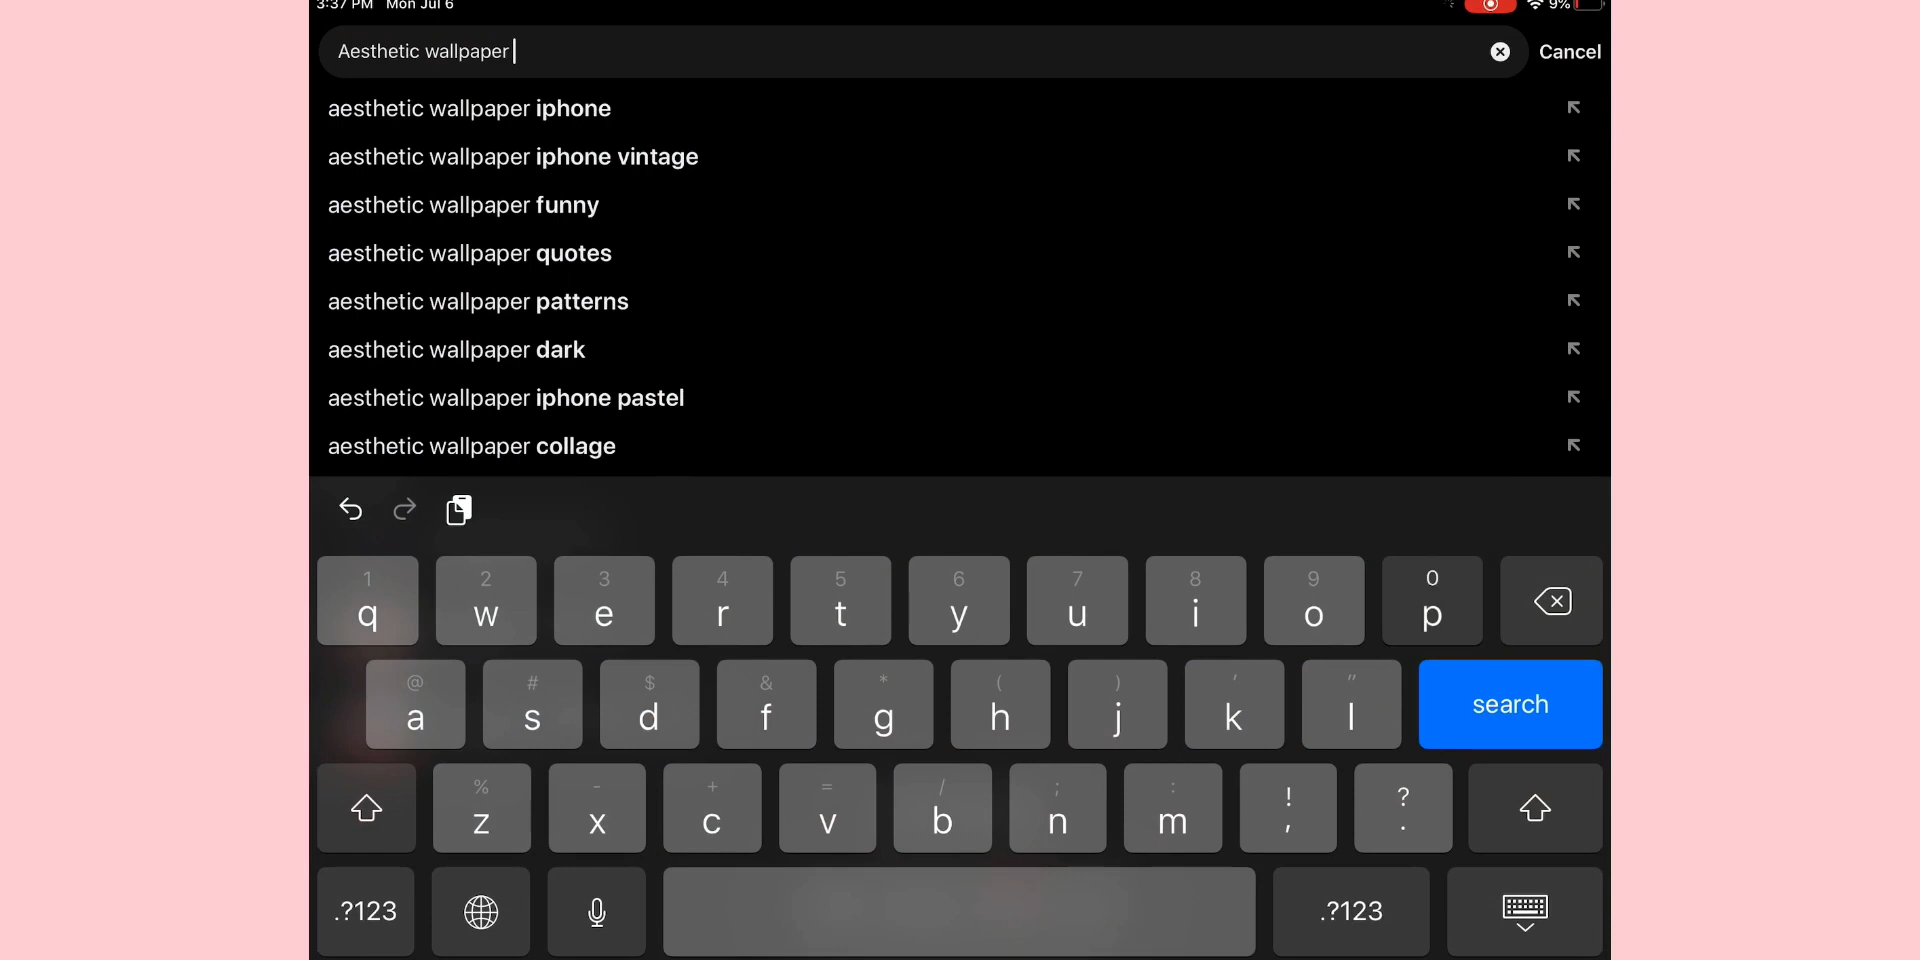 3:37 PM Mon Jul 6 9%
Aesthetic wallpaper Cancel
aesthetic wallpaper iphone
aesthetic wallpaper iphone vintage
aesthetic wallpaper funny
aesthetic wallpaper quotes
aesthetic wallpaper patterns
aesthetic wallpaper dark
aesthetic wallpaper iphone pastel
aesthetic wallpaper collage
1 2 3 4 5 6 7 8 9 0
q w e r t y u i o p
@ # $ & * ( ) ' "
a s d f g h j k l search
% - + = / ; : ! ?
z x c v b n m , .
.?123 .?123